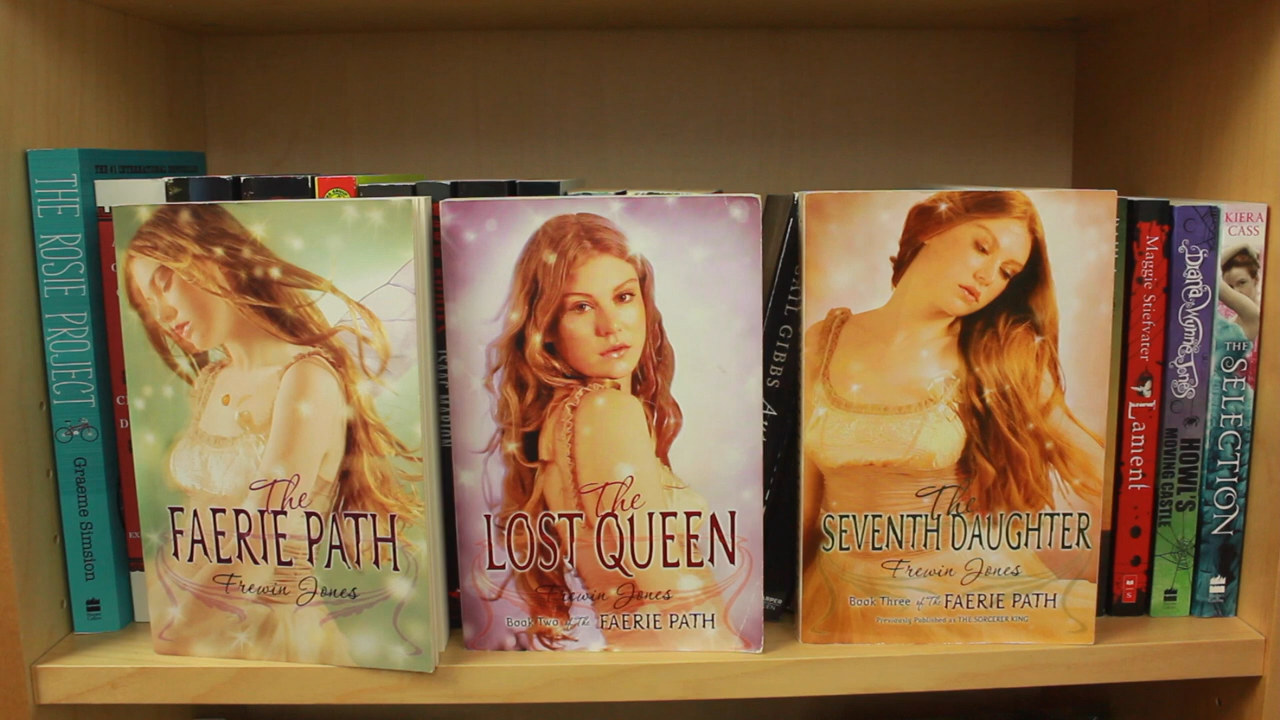 THE ROSIE PROJECT
Graeme Simsion
The
FAERIE PATH
Frewin Jones
The
LOST QUEEN
Frewin Jones
Book Two of The FAERIE PATH
GIBBS
The
SEVENTH DAUGHTER
Frewin Jones
Book Three of The FAERIE PATH
Previously Published as THE SORCERER KING
Maggie Stiefvater
Lament
Diana Wynne Jones
HOWL'S
MOVING CASTLE
KIERA
CASS
THE
SELECTION